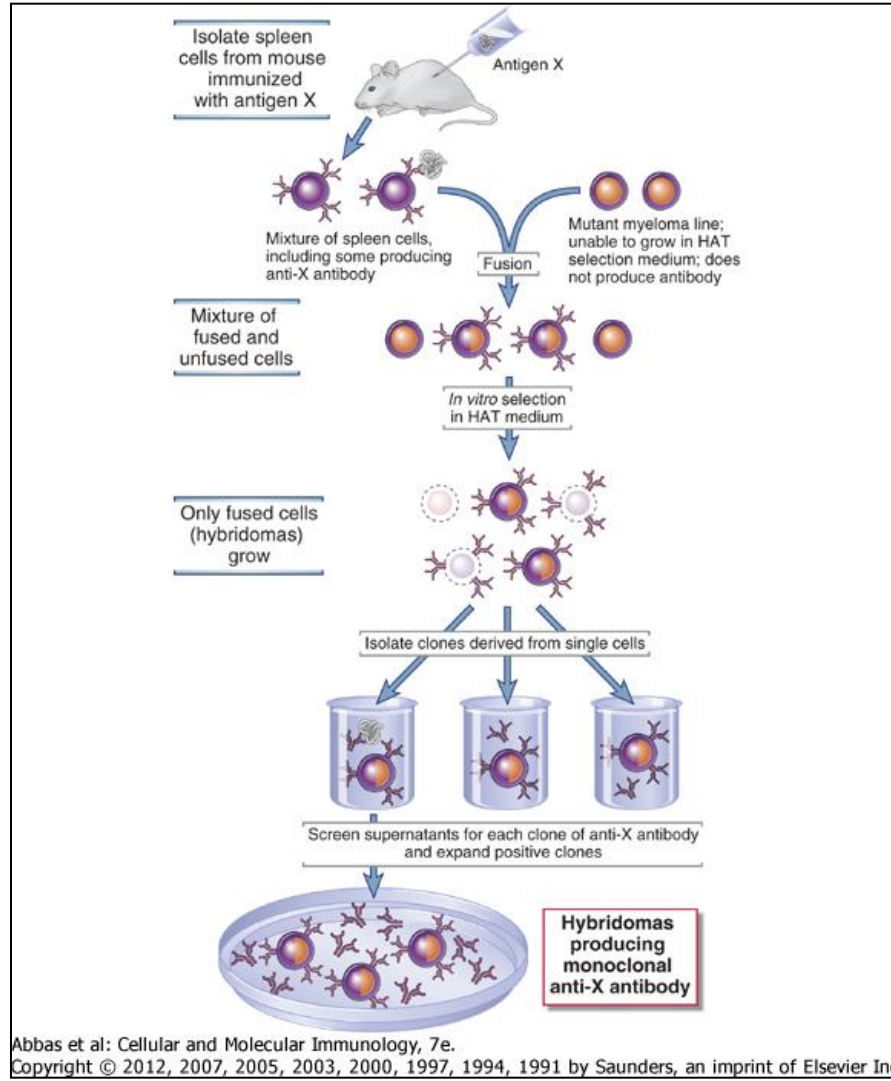 Isolate spleen
cells from mouse
immunized
with antigen X
Antigen X
Mixture of spleen cells,
including some producing
anti-X antibody
Mutant myeloma line;
unable to grow in HAT
selection medium; does
not produce antibody
Fusion
Mixture of
fused and
unfused cells
In vitro selection
in HAT medium
Only fused cells
(hybridomas)
grow
Isolate clones derived from single cells
Screen supernatants for each clone of anti-X antibody
and expand positive clones
Hybridomas
producing
monoclonal
anti-X antibody
Abbas et al: Cellular and Molecular Immunology, 7e.
Copyright © 2012, 2007, 2005, 2003, 2000, 1997, 1994, 1991 by Saunders, an imprint of Elsevier In